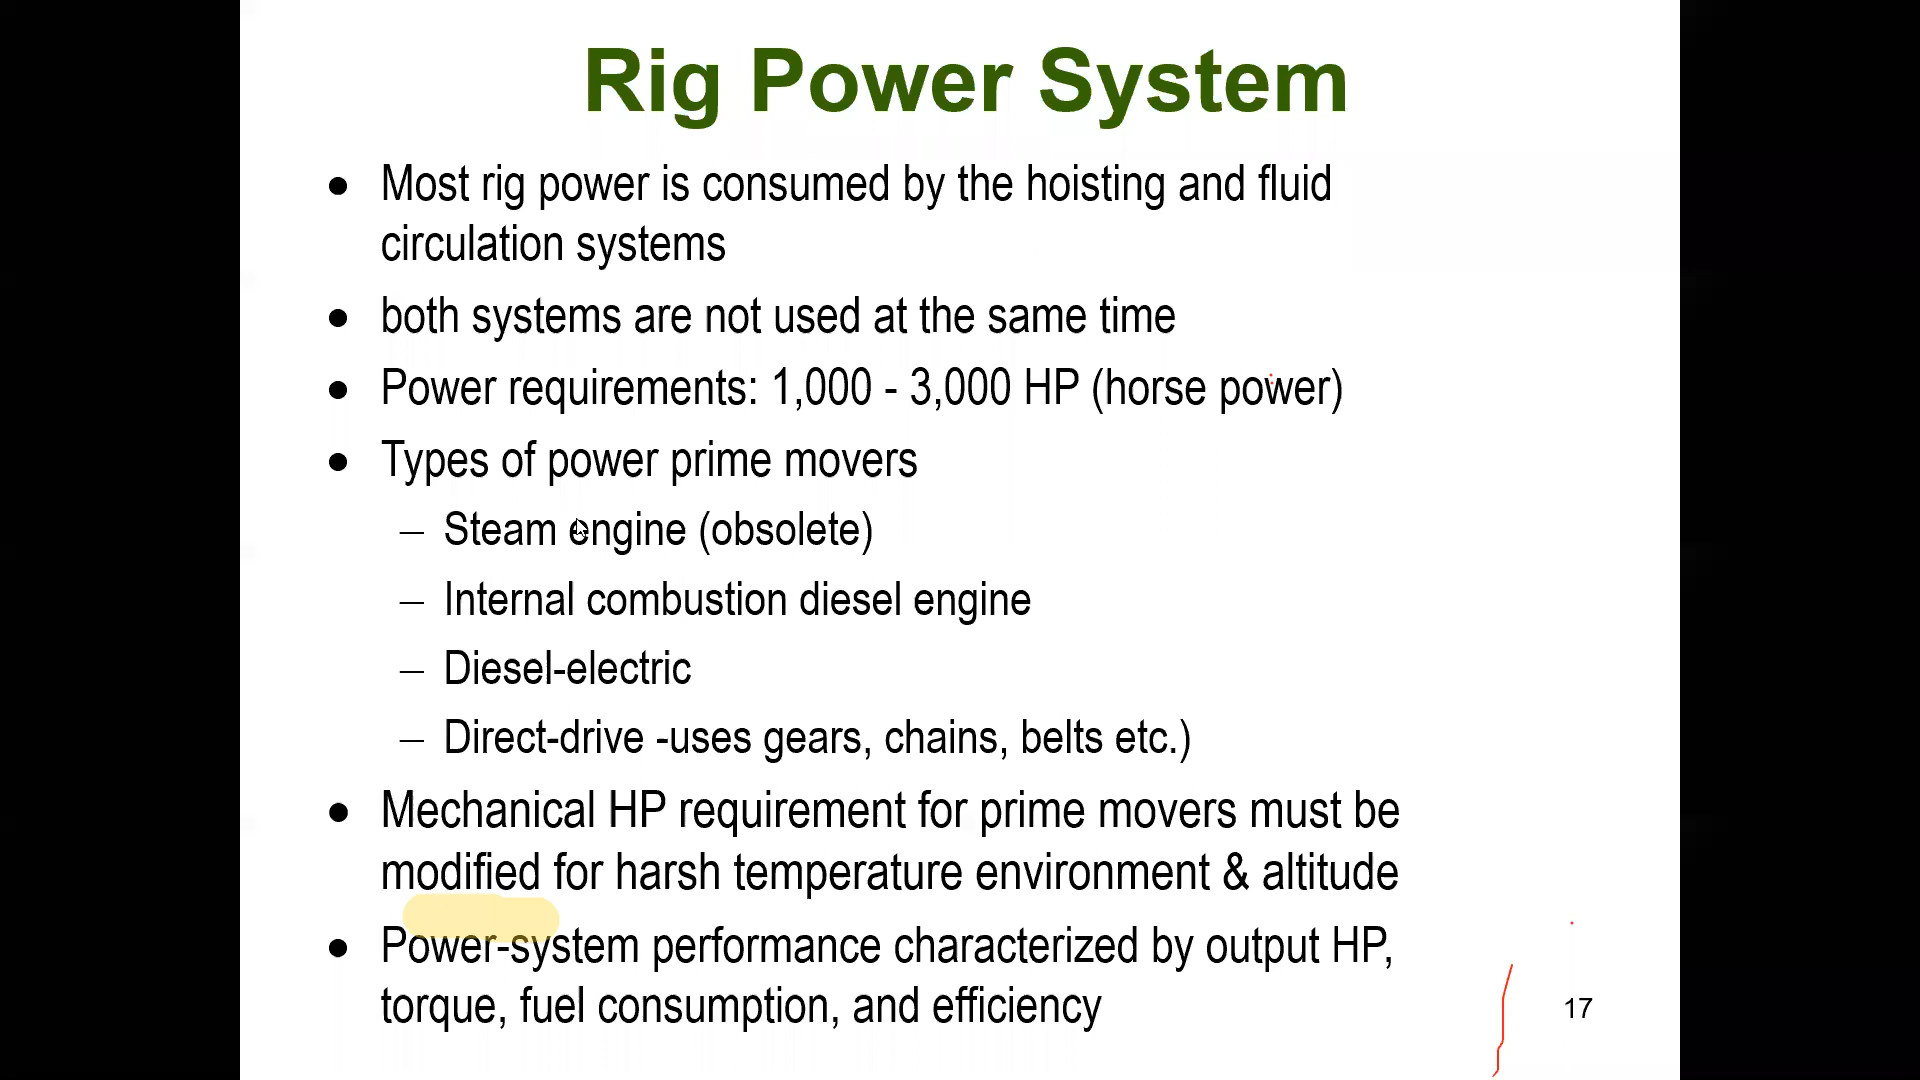 Rig Power System
● Most rig power is consumed by the hoisting and fluid
circulation systems
● both systems are not used at the same time
● Power requirements: 1,000 - 3,000 HP (horse power)
● Types of power prime movers
– Steam engine (obsolete)
– Internal combustion diesel engine
– Diesel-electric
– Direct-drive -uses gears, chains, belts etc.)
● Mechanical HP requirement for prime movers must be
modified for harsh temperature environment & altitude
● Power-system performance characterized by output HP,
torque, fuel consumption, and efficiency
17